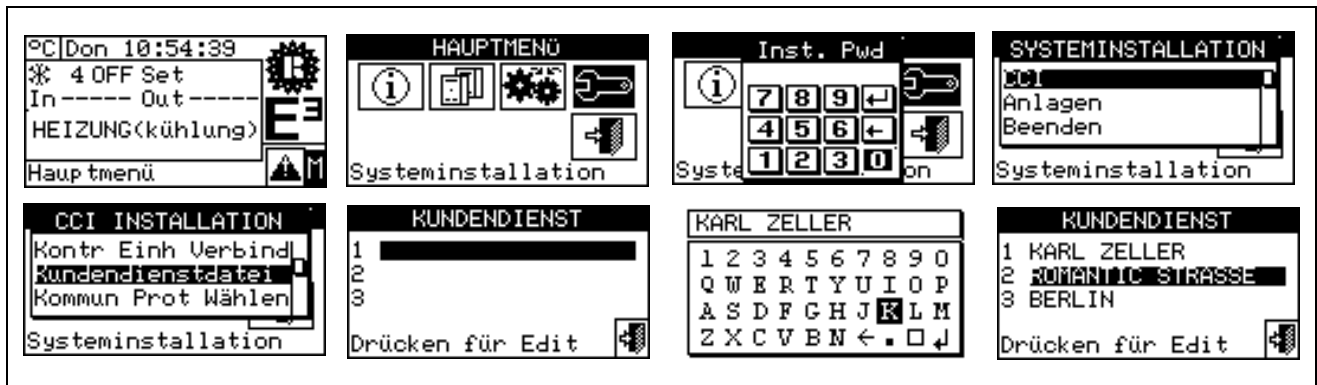 ºC Don 10:54:39
4 OFF Set
In ----- Out -----
HEIZUNG(kühlung)
E3
Hauptmenü
M
HAUPTMENü
i
Systeminstallation
Inst. Pwd
i
7 8 9 ↵
4 5 6 ←
1 2 3 0
Syste on
SYSTEMINSTALLATION
CCI
Anlagen
Beenden
Systeminstallation
CCI INSTALLATION
Kontr Einh Verbind
Kundendienstdatei
Kommun Prot Wählen
Systeminstallation
KUNDENDIENST
1
2
3
Drücken für Edit
KARL ZELLER
1 2 3 4 5 6 7 8 9 0
Q W E R T Y U I O P
A S D F G H J K L M
Z X C V B N ← . □ ↵
KUNDENDIENST
1 KARL ZELLER
2 ROMANTIC STRASSE
3 BERLIN
Drücken für Edit